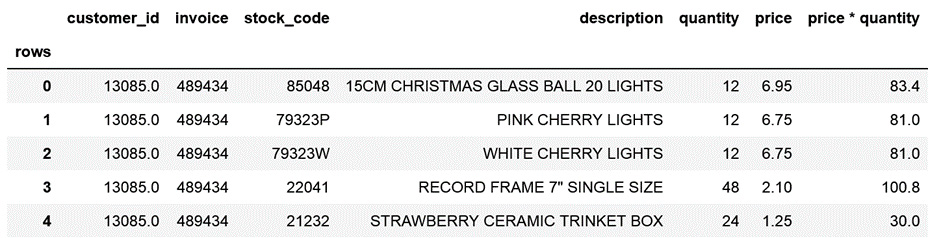 customer_id invoice stock_code description quantity price price * quantity
rows
0 13085.0 489434 85048 15CM CHRISTMAS GLASS BALL 20 LIGHTS 12 6.95 83.4
1 13085.0 489434 79323P PINK CHERRY LIGHTS 12 6.75 81.0
2 13085.0 489434 79323W WHITE CHERRY LIGHTS 12 6.75 81.0
3 13085.0 489434 22041 RECORD FRAME 7" SINGLE SIZE 48 2.10 100.8
4 13085.0 489434 21232 STRAWBERRY CERAMIC TRINKET BOX 24 1.25 30.0